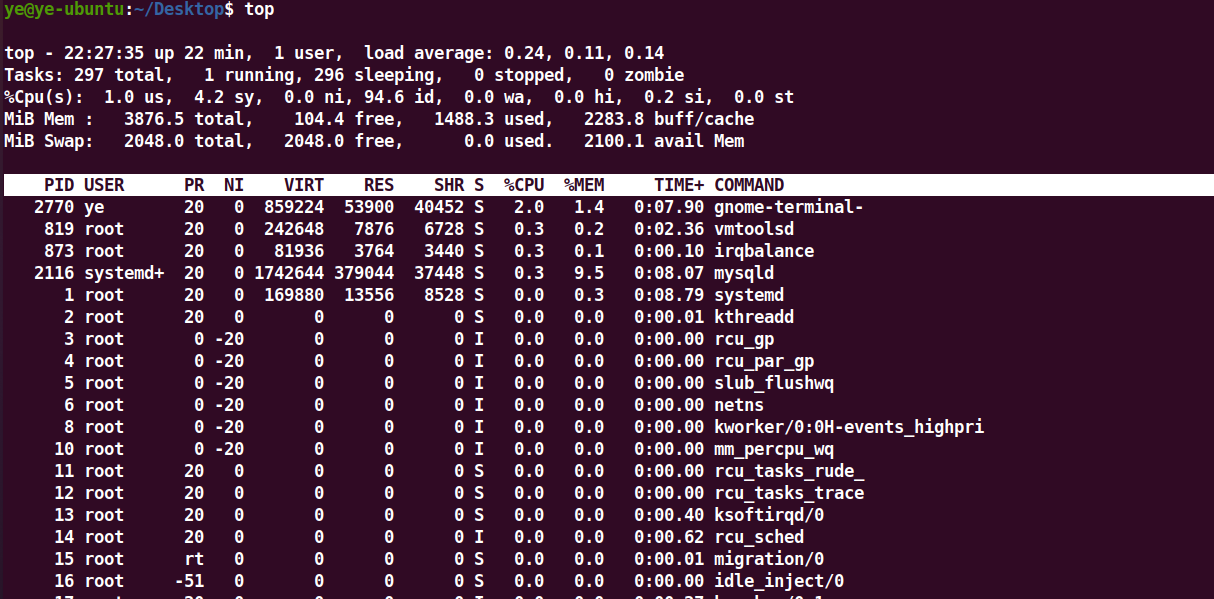 ye@ye-ubuntu:~/Desktop$ top
top - 22:27:35 up 22 min,  1 user,  load average: 0.24, 0.11, 0.14
Tasks: 297 total,   1 running, 296 sleeping,   0 stopped,   0 zombie
%Cpu(s):  1.0 us,  4.2 sy,  0.0 ni, 94.6 id,  0.0 wa,  0.0 hi,  0.2 si,  0.0 st
MiB Mem :   3876.5 total,    104.4 free,   1488.3 used,   2283.8 buff/cache
MiB Swap:   2048.0 total,   2048.0 free,      0.0 used.   2100.1 avail Mem
    PID USER      PR  NI    VIRT    RES    SHR S  %CPU  %MEM     TIME+ COMMAND
   2770 ye        20   0  859224  53900  40452 S   2.0   1.4   0:07.90 gnome-terminal-
    819 root      20   0  242648   7876   6728 S   0.3   0.2   0:02.36 vmtoolsd
    873 root      20   0   81936   3764   3440 S   0.3   0.1   0:00.10 irqbalance
   2116 systemd+  20   0 1742644 379044  37448 S   0.3   9.5   0:08.07 mysqld
      1 root      20   0  169880  13556   8528 S   0.0   0.3   0:08.79 systemd
      2 root      20   0       0      0      0 S   0.0   0.0   0:00.01 kthreadd
      3 root       0 -20       0      0      0 I   0.0   0.0   0:00.00 rcu_gp
      4 root       0 -20       0      0      0 I   0.0   0.0   0:00.00 rcu_par_gp
      5 root       0 -20       0      0      0 I   0.0   0.0   0:00.00 slub_flushwq
      6 root       0 -20       0      0      0 I   0.0   0.0   0:00.00 netns
      8 root       0 -20       0      0      0 I   0.0   0.0   0:00.00 kworker/0:0H-events_highpri
     10 root       0 -20       0      0      0 I   0.0   0.0   0:00.00 mm_percpu_wq
     11 root      20   0       0      0      0 S   0.0   0.0   0:00.00 rcu_tasks_rude_
     12 root      20   0       0      0      0 S   0.0   0.0   0:00.00 rcu_tasks_trace
     13 root      20   0       0      0      0 S   0.0   0.0   0:00.40 ksoftirqd/0
     14 root      20   0       0      0      0 I   0.0   0.0   0:00.62 rcu_sched
     15 root      rt   0       0      0      0 S   0.0   0.0   0:00.01 migration/0
     16 root     -51   0       0      0      0 S   0.0   0.0   0:00.00 idle_inject/0